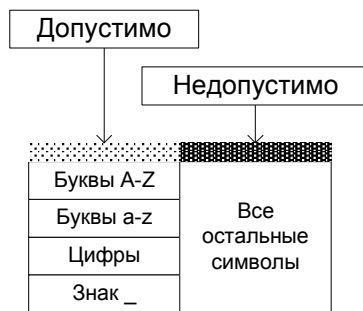 Допустимо
Недопустимо
Буквы A-Z
Буквы a-z
Цифры
Знак _
Все
остальные
символы